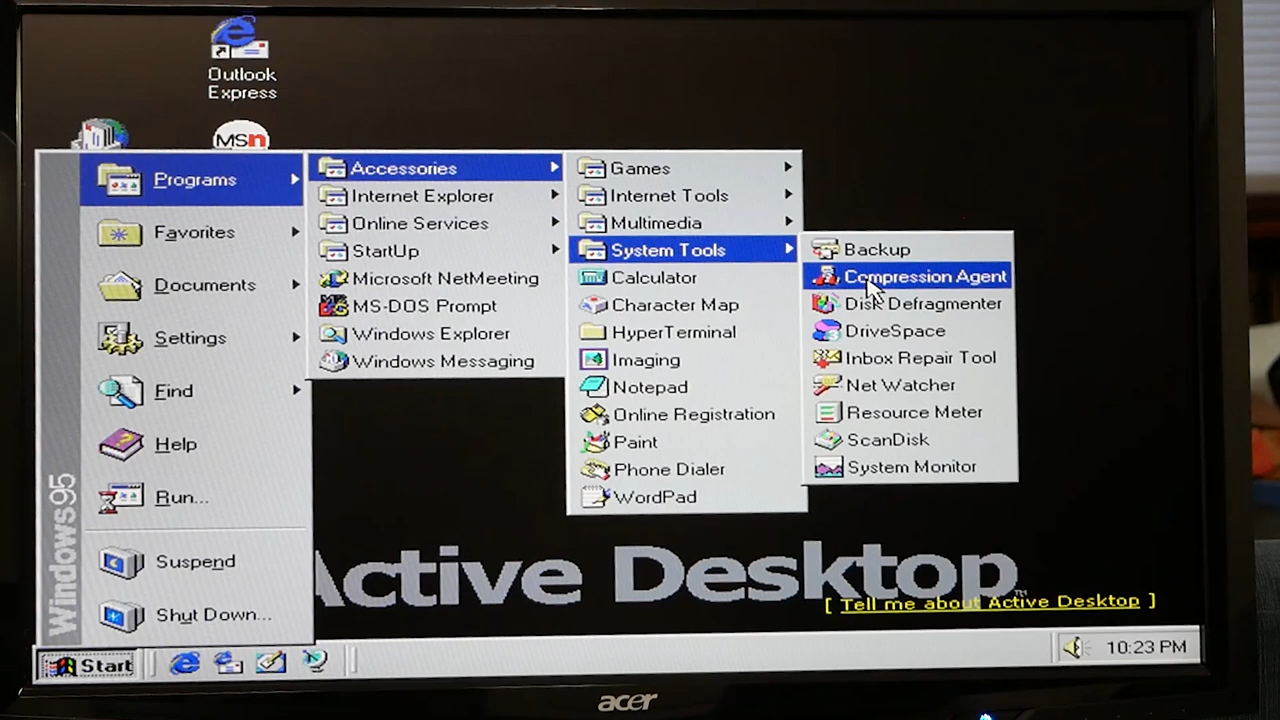 Outlook
Express
MSN
Programs
Favorites
Documents
Settings
Find
Help
Run...
Suspend
Shut Down...
Windows95
Accessories
Internet Explorer
Online Services
StartUp
Microsoft NetMeeting
MS-DOS Prompt
Windows Explorer
Windows Messaging
Games
Internet Tools
Multimedia
System Tools
Calculator
Character Map
HyperTerminal
Imaging
Notepad
Online Registration
Paint
Phone Dialer
WordPad
Backup
Compression Agent
Disk Defragmenter
DriveSpace
Inbox Repair Tool
Net Watcher
Resource Meter
ScanDisk
System Monitor
Active Desktop™
[ Tell me about Active Desktop ]
Start
10:23 PM
acer